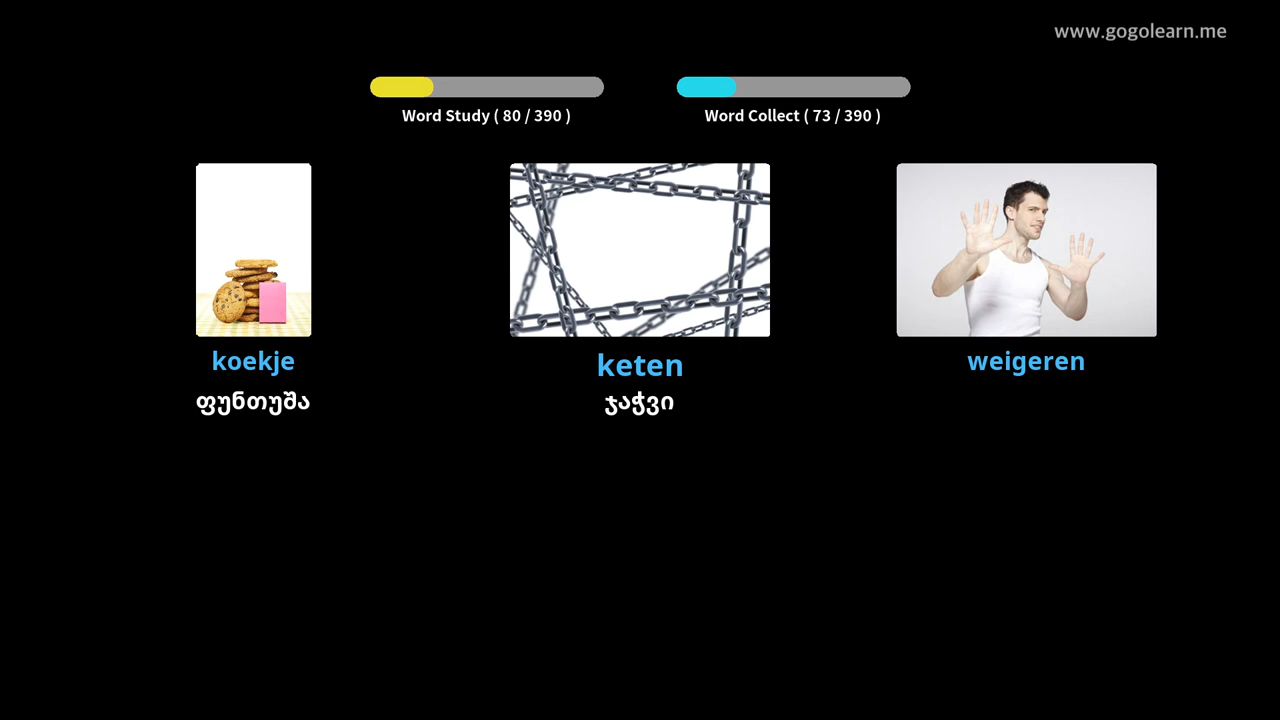 www.gogolearn.me
Word Study ( 80 / 390 )
Word Collect ( 73 / 390 )
koekje
keten
weigeren
ფუნთუშა
ჯაჭვი